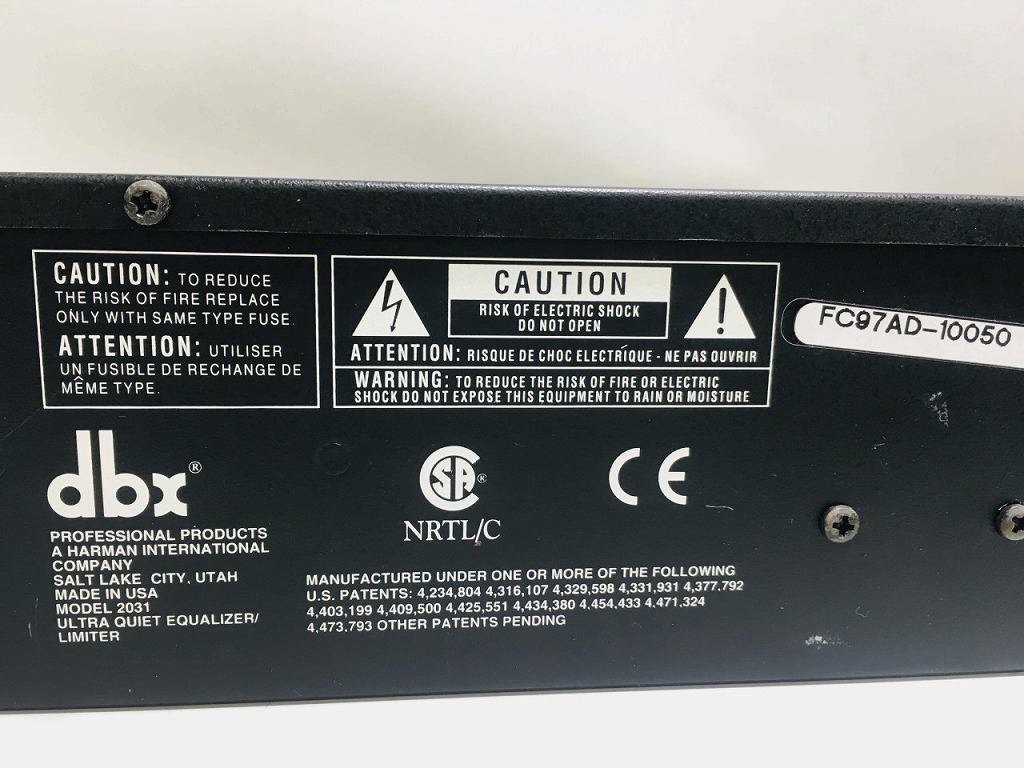 CAUTION: TO REDUCE
THE RISK OF FIRE REPLACE
ONLY WITH SAME TYPE FUSE.
ATTENTION: UTILISER
UN FUSIBLE DE RECHANGE DE
MÊME TYPE.
CAUTION
RISK OF ELECTRIC SHOCK
DO NOT OPEN
ATTENTION: RISQUE DE CHOC ELECTRIQUE - NE PAS OUVRIR
WARNING: TO REDUCE THE RISK OF FIRE OR ELECTRIC
SHOCK DO NOT EXPOSE THIS EQUIPMENT TO RAIN OR MOISTURE
FC97AD-10050
dbx®
PROFESSIONAL PRODUCTS
A HARMAN INTERNATIONAL
COMPANY
SALT LAKE CITY, UTAH
MADE IN USA
MODEL 2031
ULTRA QUIET EQUALIZER/
LIMITER
SA®
NRTL/C
CE
MANUFACTURED UNDER ONE OR MORE OF THE FOLLOWING
U.S. PATENTS: 4,234,804 4,316,107 4,329,598 4,331,931 4,377.792
4,403,199 4,409,500 4,425,551 4,434,380 4.454.433 4.471.324
4,473.793 OTHER PATENTS PENDING